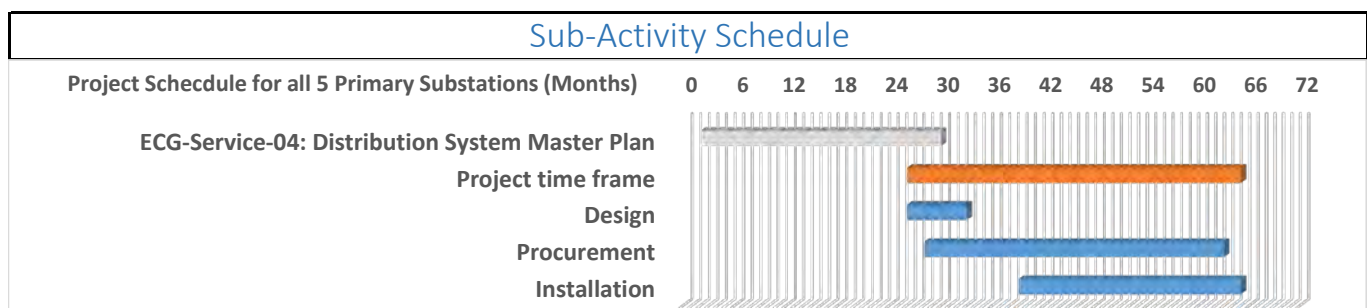 Sub-Activity Schedule
Project Schecdule for all 5 Primary Substations (Months) 0 6 12 18 24 30 36 42 48 54 60 66 72
ECG-Service-04: Distribution System Master Plan
Project time frame
Design
Procurement
Installation